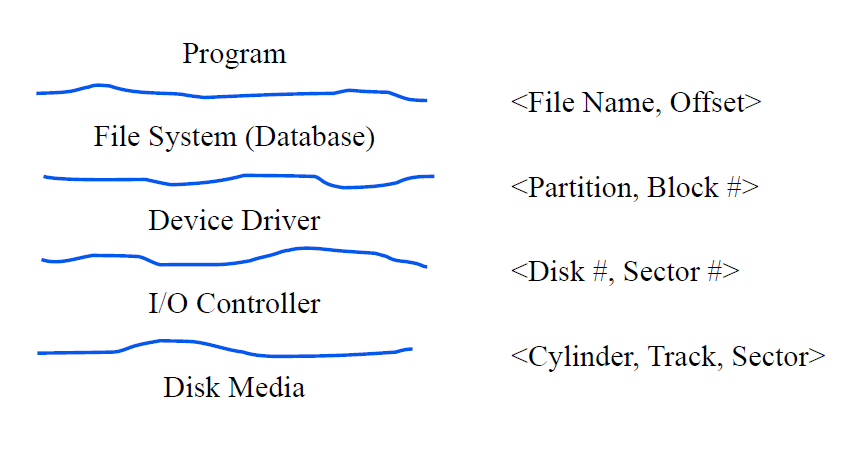 Program
<File Name, Offset>
File System (Database)
<Partition, Block #>
Device Driver
<Disk #, Sector #>
I/O Controller
<Cylinder, Track, Sector>
Disk Media